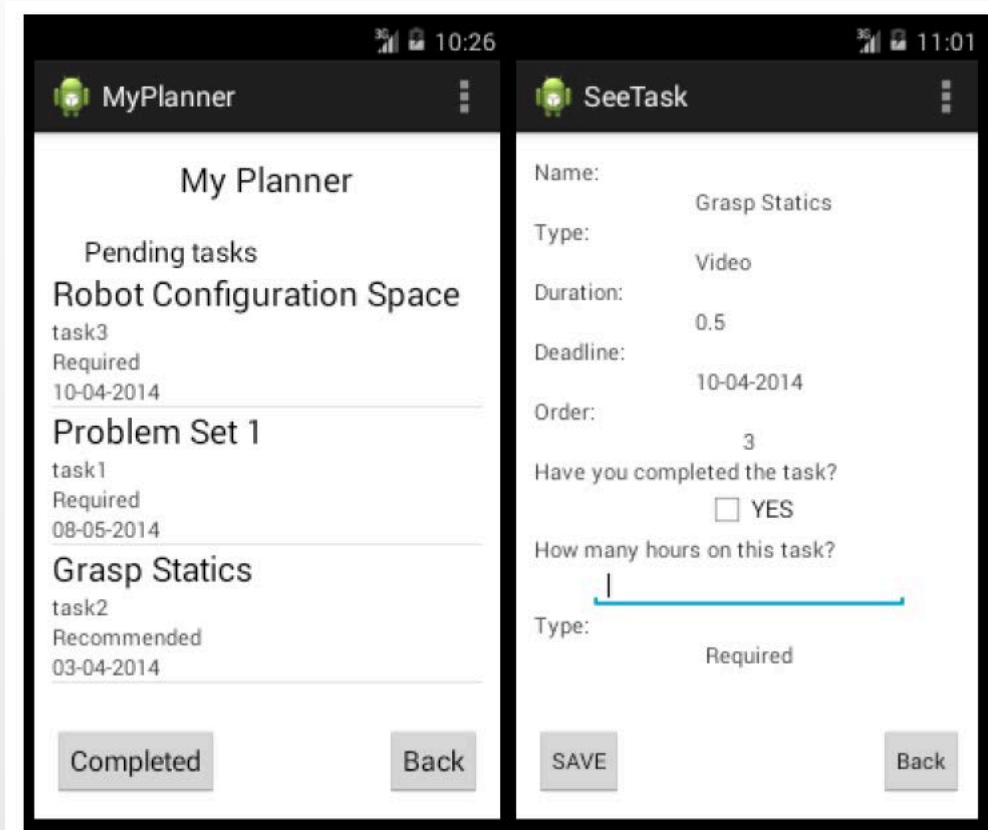 3G 10:26
MyPlanner
My Planner
Pending tasks
Robot Configuration Space
task3
Required
10-04-2014
Problem Set 1
task1
Required
08-05-2014
Grasp Statics
task2
Recommended
03-04-2014
Completed Back
3G 11:01
SeeTask
Name:
Grasp Statics
Type:
Video
Duration:
0.5
Deadline:
10-04-2014
Order:
3
Have you completed the task?
YES
How many hours on this task?
Type:
Required
SAVE Back